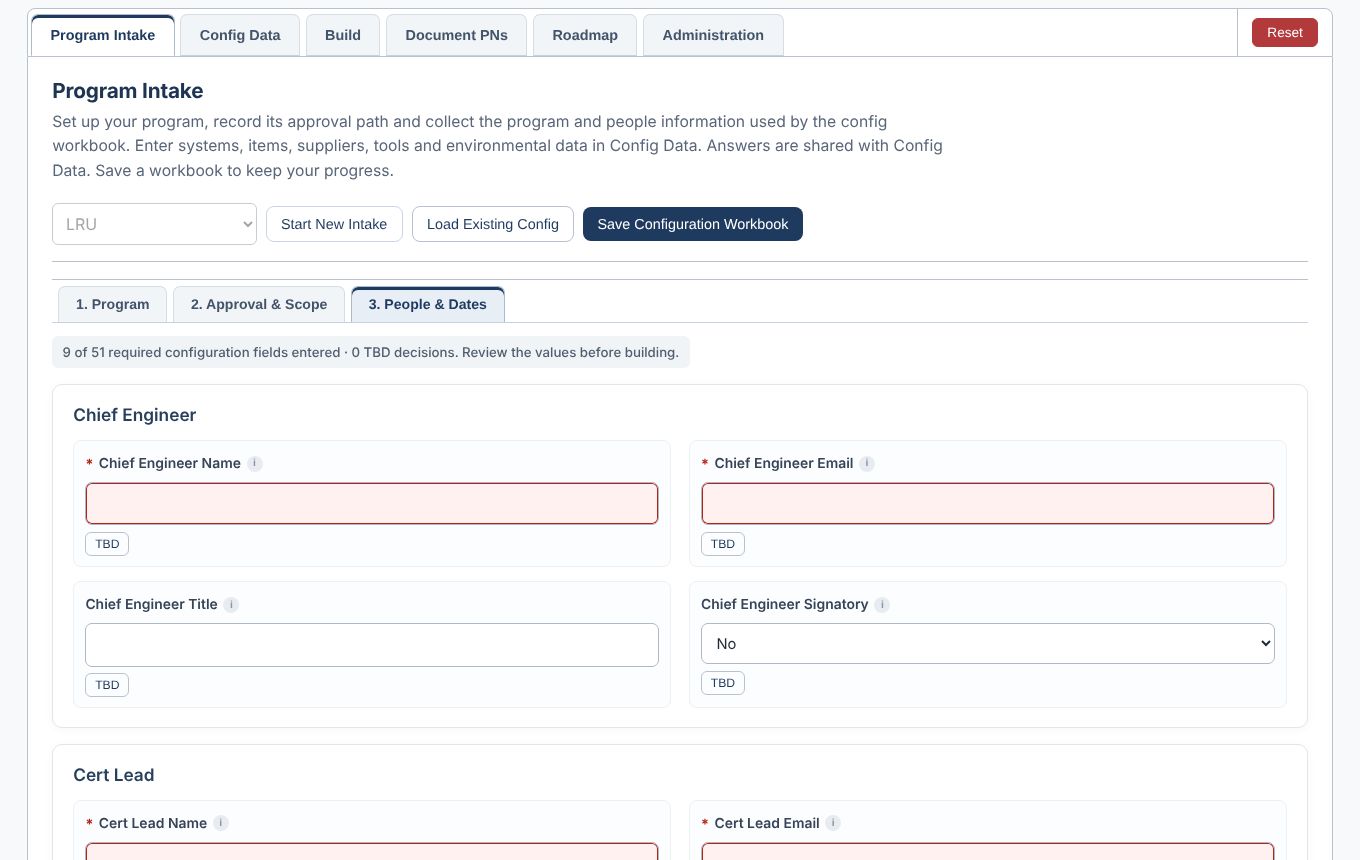 Program Intake
Config Data
Build
Document PNs
Roadmap
Administration
Reset
Program Intake
Set up your program, record its approval path and collect the program and people information used by the config
workbook. Enter systems, items, suppliers, tools and environmental data in Config Data. Answers are shared with Config
Data. Save a workbook to keep your progress.
LRU
Start New Intake
Load Existing Config
Save Configuration Workbook
1. Program
2. Approval & Scope
3. People & Dates
9 of 51 required configuration fields entered · 0 TBD decisions. Review the values before building.
Chief Engineer
* Chief Engineer Name i
* Chief Engineer Email i
TBD
TBD
Chief Engineer Title i
Chief Engineer Signatory i
No
TBD
TBD
Cert Lead
* Cert Lead Name i
* Cert Lead Email i